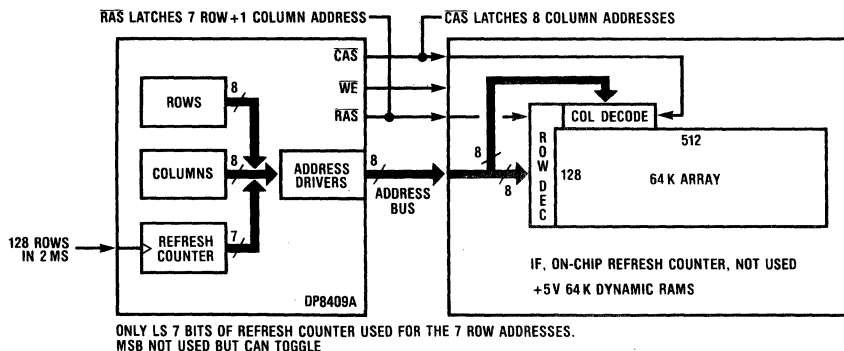 RAS LATCHES 7 ROW+1 COLUMN ADDRESS
CAS LATCHES 8 COLUMN ADDRESSES
CAS
WE
RAS
ROWS
8
COLUMNS
8
REFRESH
COUNTER
7
ADDRESS
DRIVERS
8
ADDRESS
BUS
128 ROWS
IN 2 MS
DP8409A
8
8
ROW DEC
COL DECODE
512
128
64K ARRAY
IF, ON-CHIP REFRESH COUNTER, NOT USED
+5V 64K DYNAMIC RAMS
ONLY LS 7 BITS OF REFRESH COUNTER USED FOR THE 7 ROW ADDRESSES.
MSB NOT USED BUT CAN TOGGLE